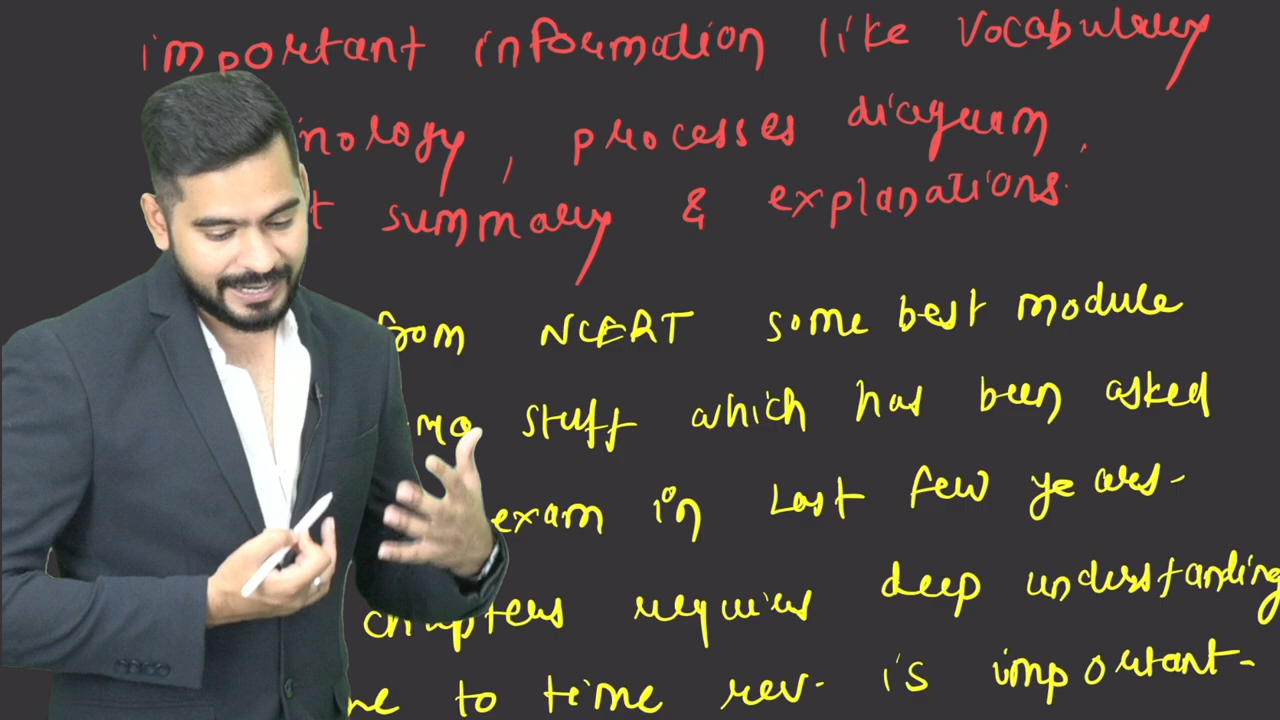 important information like vocabulary
nology, processes diagram,
t summary & explanations.
from NCERT some best module
stuff which has been asked
exam in Last few years.
chapters requires deep understanding
to time rev. is important.